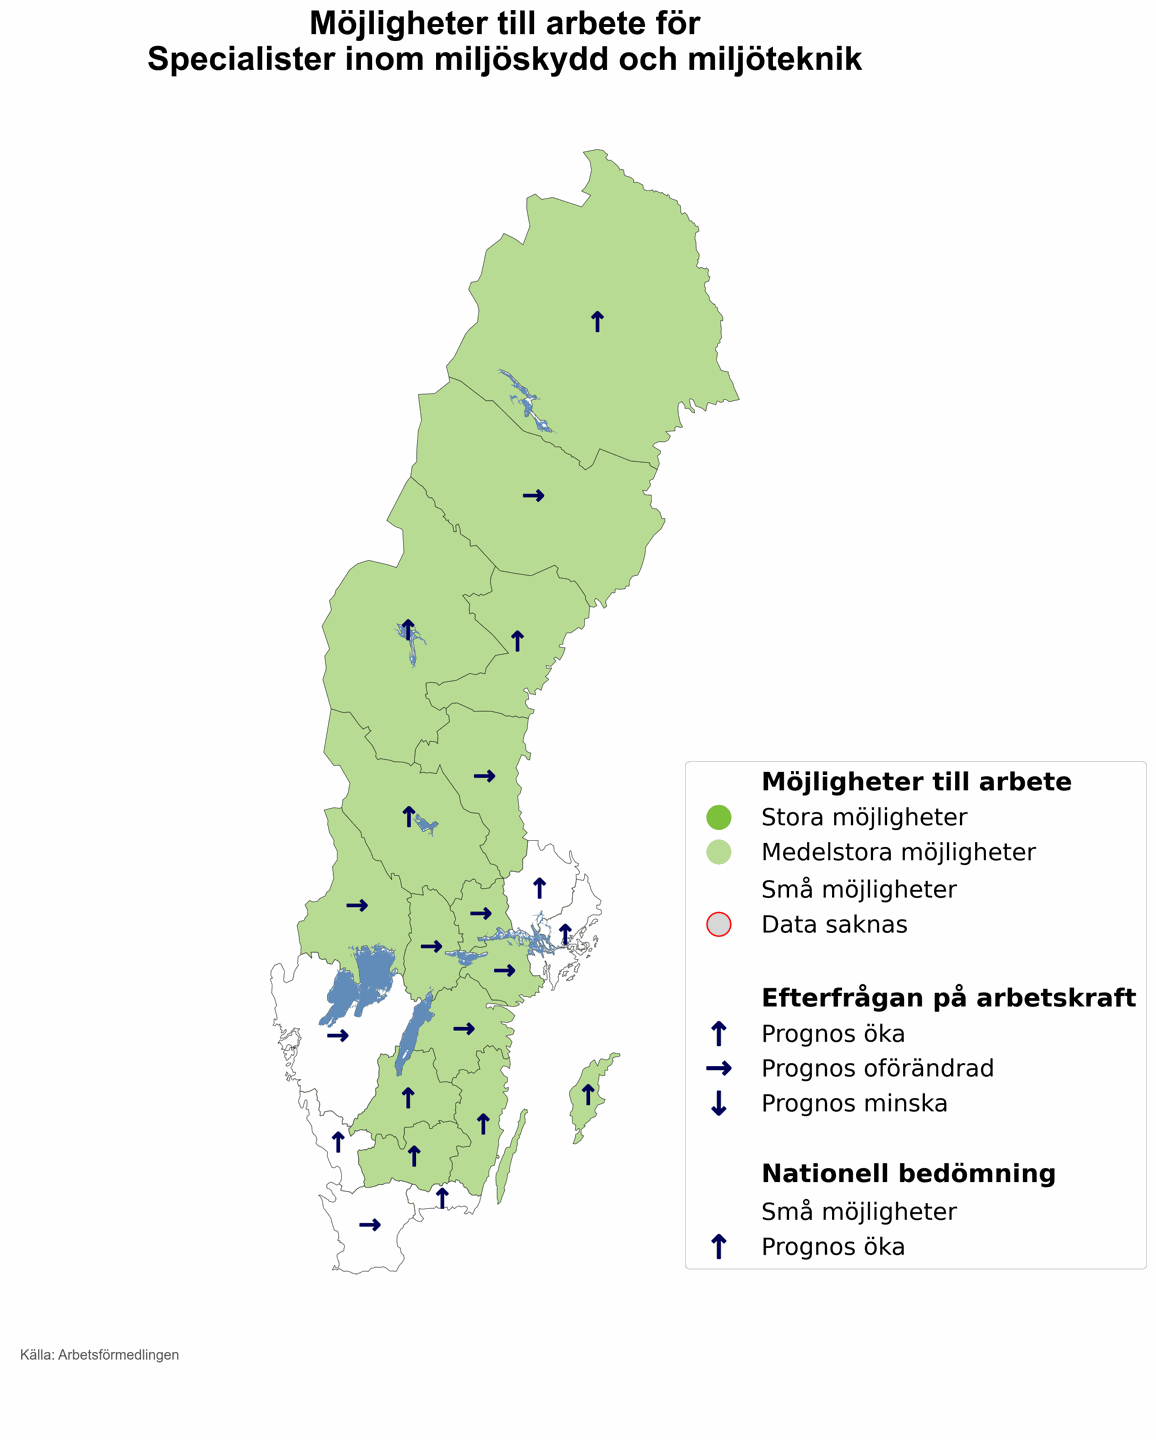 Möjligheter till arbete för
Specialister inom miljöskydd och miljöteknik
Möjligheter till arbete
Stora möjligheter
Medelstora möjligheter
Små möjligheter
Data saknas
Efterfrågan på arbetskraft
Prognos öka
Prognos oförändrad
Prognos minska
Nationell bedömning
Små möjligheter
Prognos öka
Källa: Arbetsförmedlingen